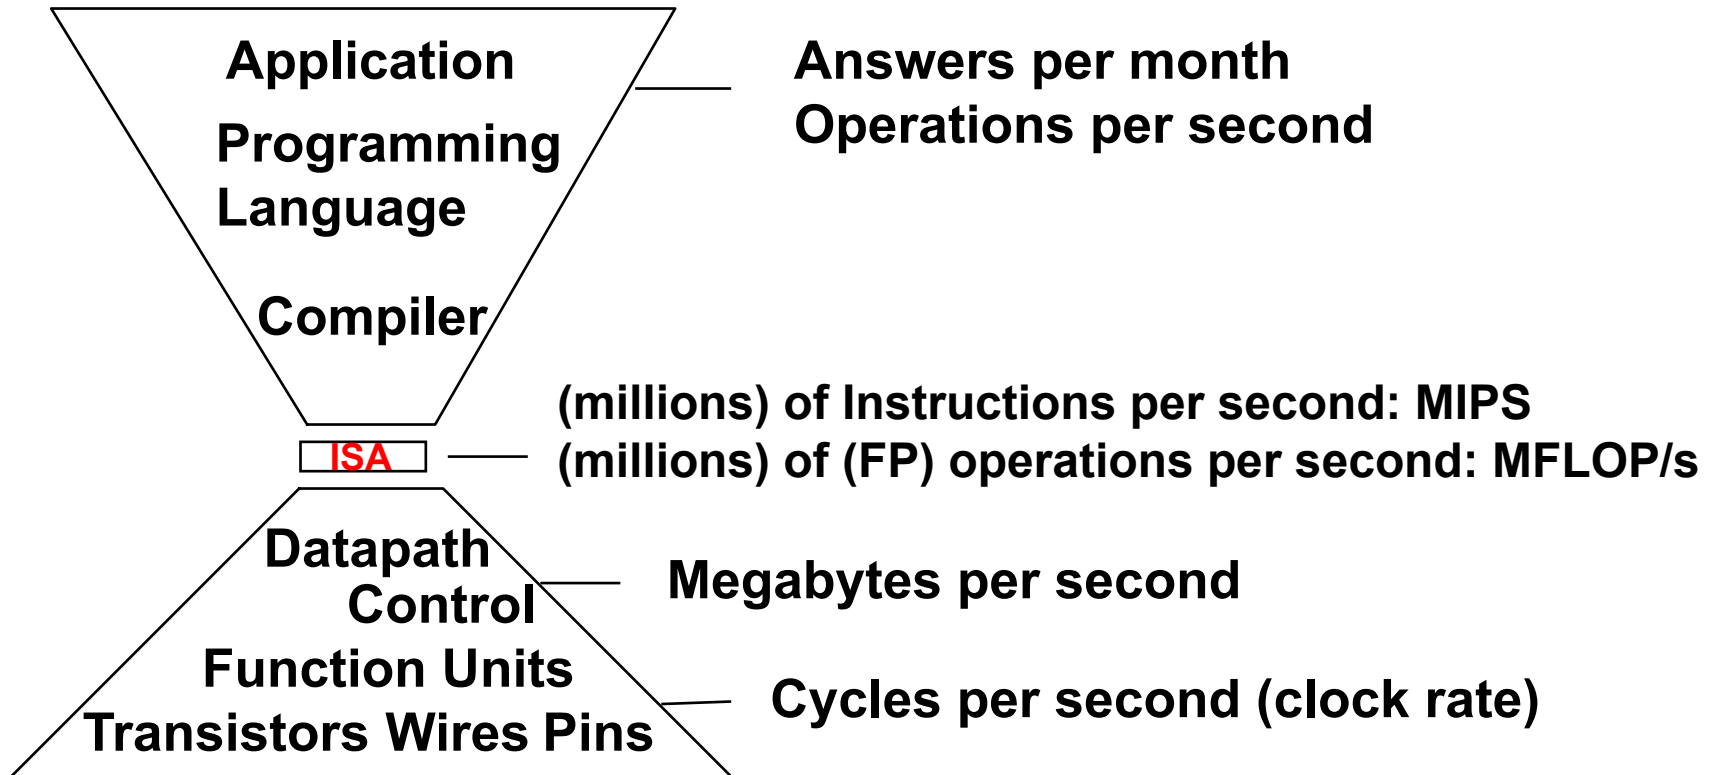 Application
Programming
Language
Compiler
Answers per month
Operations per second
ISA
(millions) of Instructions per second: MIPS
(millions) of (FP) operations per second: MFLOP/s
Datapath
Control
Function Units
Transistors Wires Pins
Megabytes per second
Cycles per second (clock rate)